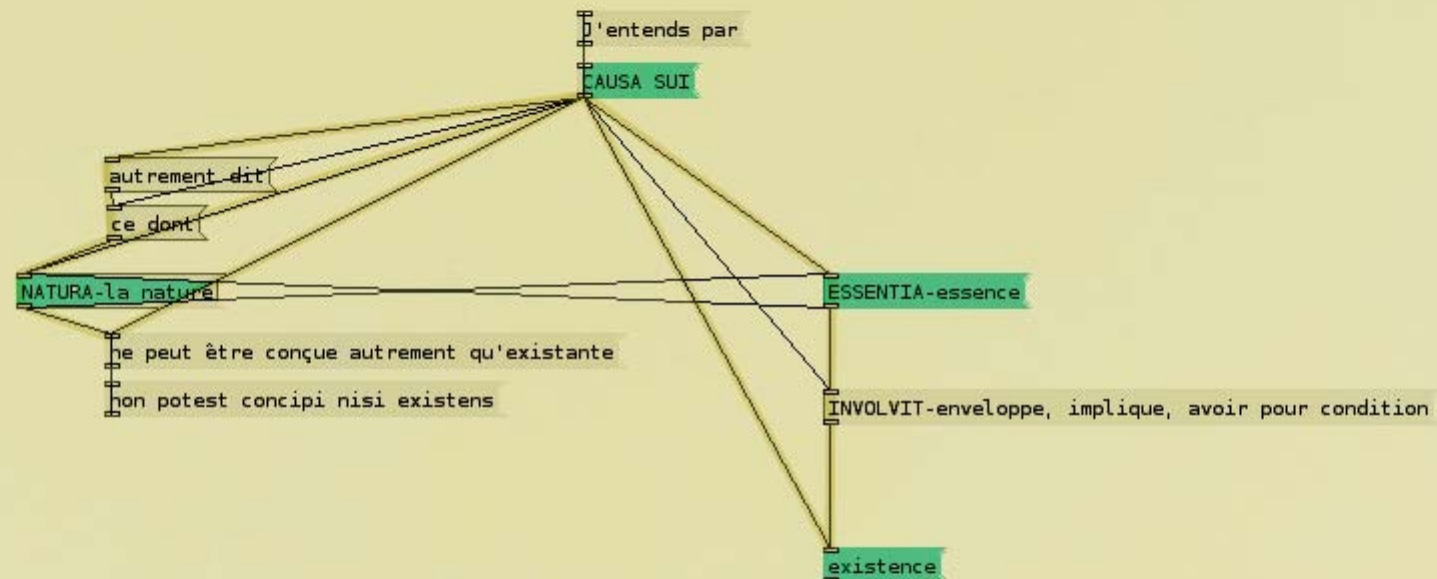 J'entends par
CAUSA SUI
autrement dit
ce dont
NATURA-la nature
ESSENTIA-essence
ne peut être conçue autrement qu'existante
non potest concipi nisi existens
INVOLVIT-enveloppe, implique, avoir pour condition
existence